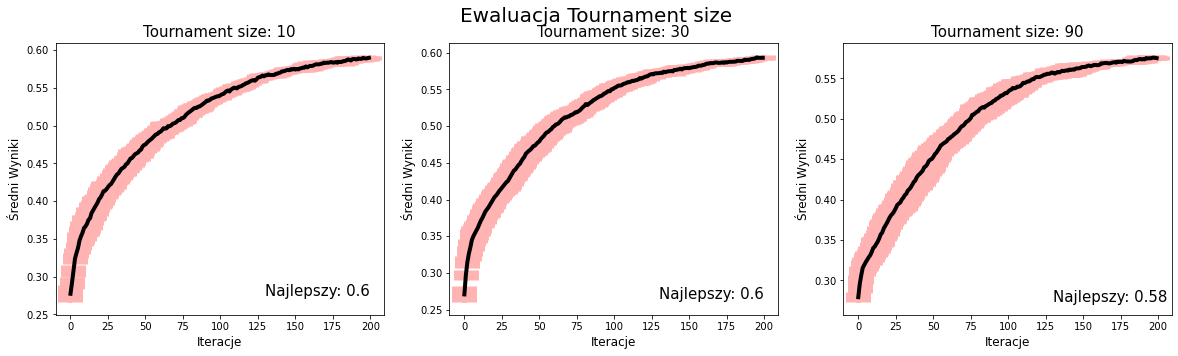 Ewaluacja Tournament size
Tournament size: 10
Średni Wyniki
0.60
0.55
0.50
0.45
0.40
0.35
0.30
0.25
Najlepszy: 0.6
0 25 50 75 100 125 150 175 200
Iteracje
Tournament size: 30
Średni Wyniki
0.60
0.55
0.50
0.45
0.40
0.35
0.30
0.25
Najlepszy: 0.6
0 25 50 75 100 125 150 175 200
Iteracje
Tournament size: 90
Średni Wyniki
0.55
0.50
0.45
0.40
0.35
0.30
Najlepszy: 0.58
0 25 50 75 100 125 150 175 200
Iteracje